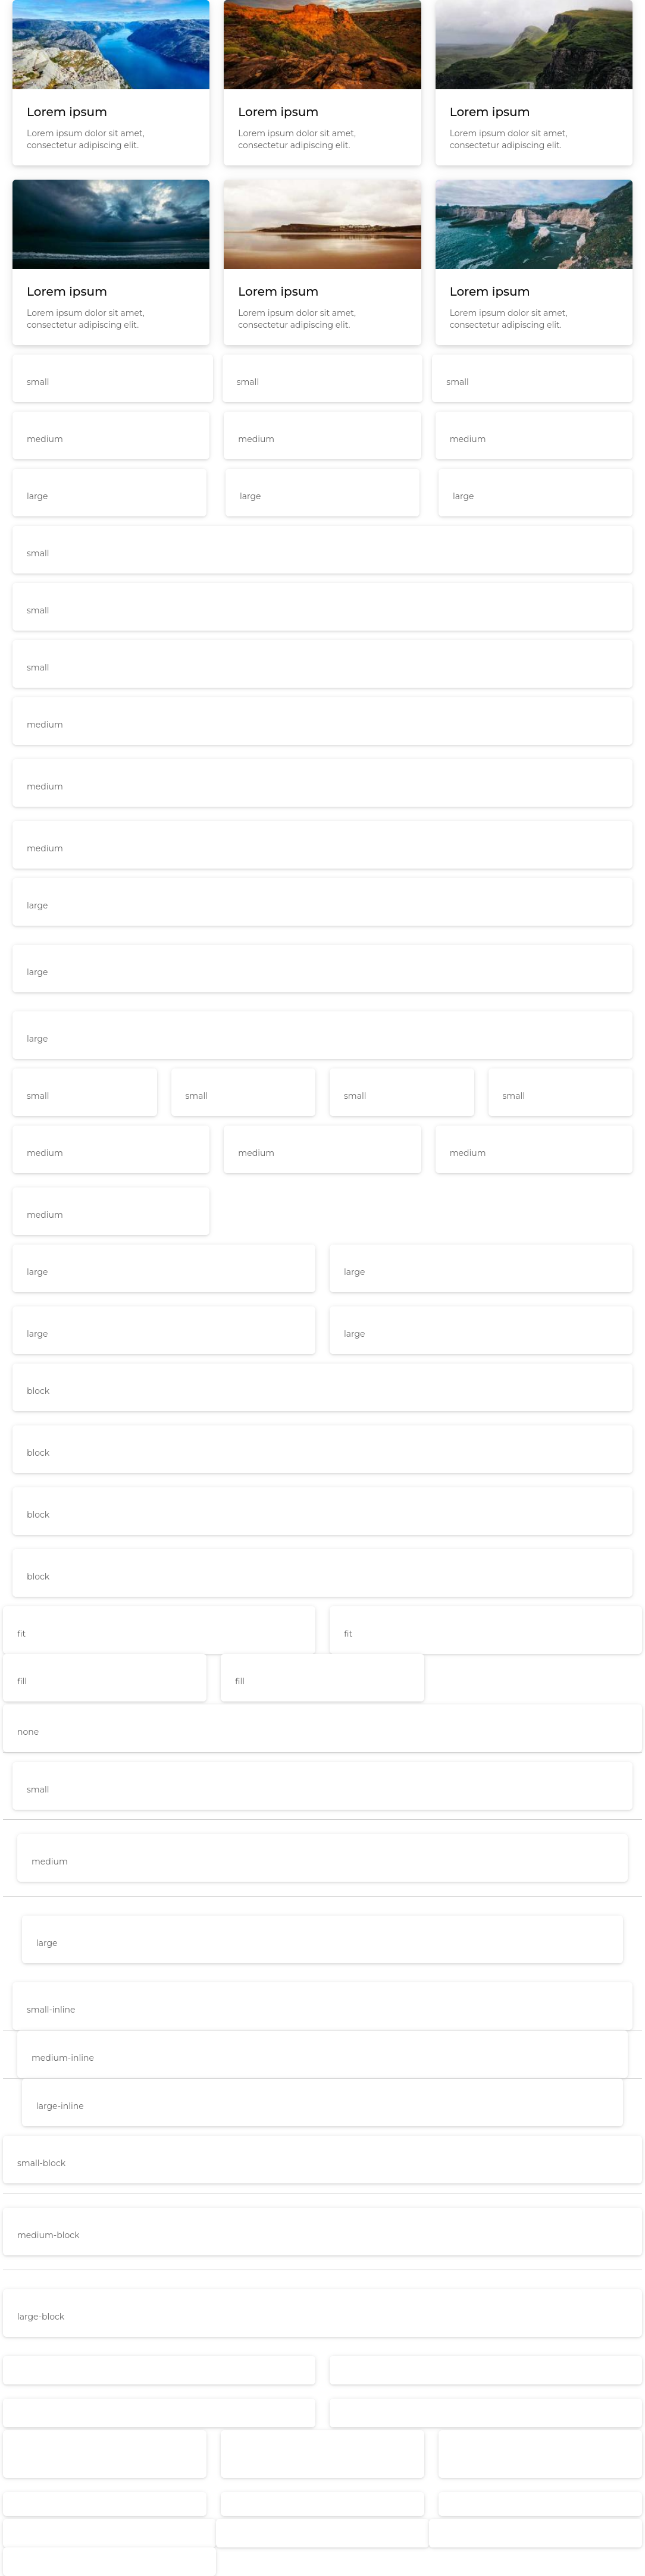 Lorem ipsum
Lorem ipsum dolor sit amet,
consectetur adipiscing elit.
Lorem ipsum
Lorem ipsum dolor sit amet,
consectetur adipiscing elit.
Lorem ipsum
Lorem ipsum dolor sit amet,
consectetur adipiscing elit.
Lorem ipsum
Lorem ipsum dolor sit amet,
consectetur adipiscing elit.
Lorem ipsum
Lorem ipsum dolor sit amet,
consectetur adipiscing elit.
Lorem ipsum
Lorem ipsum dolor sit amet,
consectetur adipiscing elit.
small
small
small
medium
medium
medium
large
large
large
small
small
small
medium
medium
medium
large
large
large
small
small
small
small
medium
medium
medium
medium
large
large
large
large
block
block
block
block
fit
fit
fill
fill
none
small
medium
large
small-inline
medium-inline
large-inline
small-block
medium-block
large-block